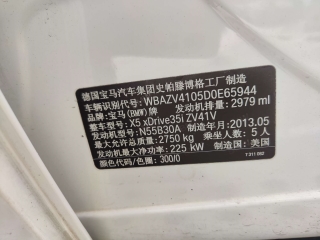 德国宝马汽车集团史帕滕博格工厂制造
车辆识别代号: WBAZV4105D0E65944
品牌: 宝马(BMW)牌 发动机排量: 2979 ml
整车型号: X5 xDrive35i ZV41V
发动机型号: N55B30A 制造年月: 2013.05
最大允许总质量: 2750 kg 乘坐人数: 5 人
发动机最大净功率: 225 kW 制造国: 美国
颜色代码/色圈: 300/0